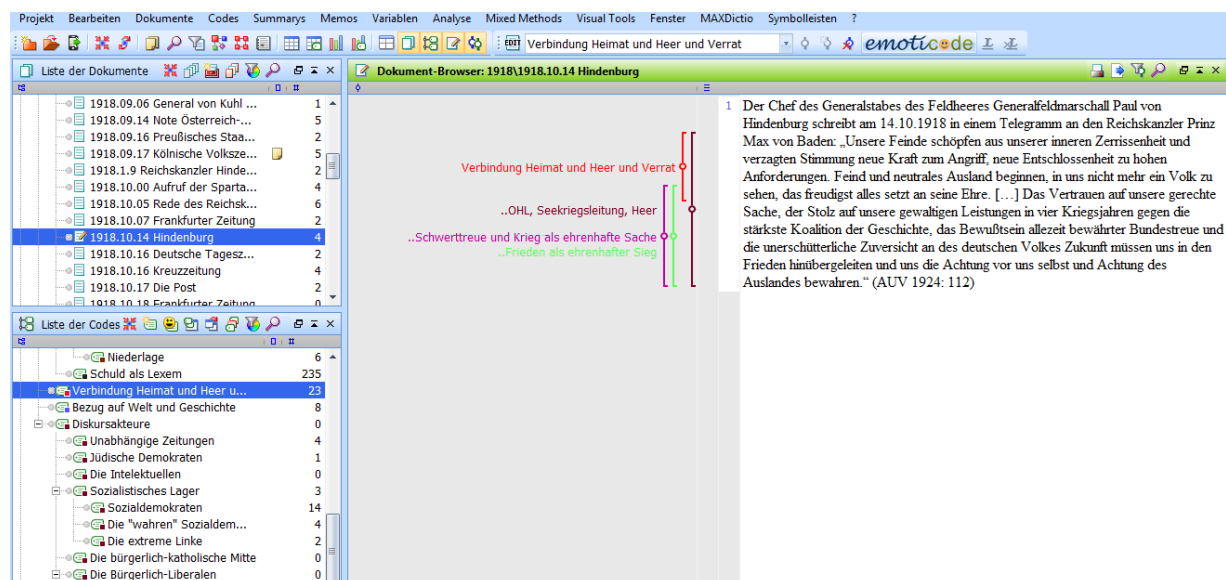 Projekt Bearbeiten Dokumente Codes Summarys Memos Variablen Analyse Mixed Methods Visual Tools Fenster MAXDictio Symbolleisten ?
EDIT Verbindung Heimat und Heer und Verrat emoticode
Liste der Dokumente
1918.09.06 General von Kuhl ... 1
1918.09.14 Note Österreich-... 5
1918.09.16 Preußisches Staa... 2
1918.09.17 Kölnische Volksze... 5
1918.1.9 Reichskanzler Hinde... 2
1918.10.00 Aufruf der Sparta... 4
1918.10.05 Rede des Reichsk... 6
1918.10.07 Frankfurter Zeitung 2
1918.10.14 Hindenburg 4
1918.10.16 Deutsche Tagesz... 2
1918.10.16 Kreuzzeitung 4
1918.10.17 Die Post 2
1918.10.18 Frankfurter Zeitung 0
Liste der Codes
Niederlage 6
Schuld als Lexem 235
Verbindung Heimat und Heer u... 23
Bezug auf Welt und Geschichte 8
Diskursakteure 0
Unabhängige Zeitungen 4
Jüdische Demokraten 1
Die Intelektuellen 0
Sozialistisches Lager 3
Sozialdemokraten 14
Die "wahren" Sozialdem... 4
Die extreme Linke 2
Die bürgerlich-katholische Mitte 0
Die Bürgerlich-Liberalen 0
Dokument-Browser: 1918\1918.10.14 Hindenburg
Verbindung Heimat und Heer und Verrat
..OHL, Seekriegsleitung, Heer
..Schwerttreue und Krieg als ehrenhafte Sache
..Frieden als ehrenhafter Sieg
1 Der Chef des Generalstabes des Feldheeres Generalfeldmarschall Paul von
Hindenburg schreibt am 14.10.1918 in einem Telegramm an den Reichskanzler Prinz
Max von Baden: „Unsere Feinde schöpfen aus unserer inneren Zerrissenheit und
verzagten Stimmung neue Kraft zum Angriff, neue Entschlossenheit zu hohen
Anforderungen. Feind und neutrales Ausland beginnen, in uns nicht mehr ein Volk zu
sehen, das freudigst alles setzt an seine Ehre. […] Das Vertrauen auf unsere gerechte
Sache, der Stolz auf unsere gewaltigen Leistungen in vier Kriegsjahren gegen die
stärkste Koalition der Geschichte, das Bewußtsein allezeit bewährter Bundestreue und
die unerschütterliche Zuversicht an des deutschen Volkes Zukunft müssen uns in den
Frieden hinübergeleiten und uns die Achtung vor uns selbst und Achtung des
Auslandes bewahren.“ (AUV 1924: 112)